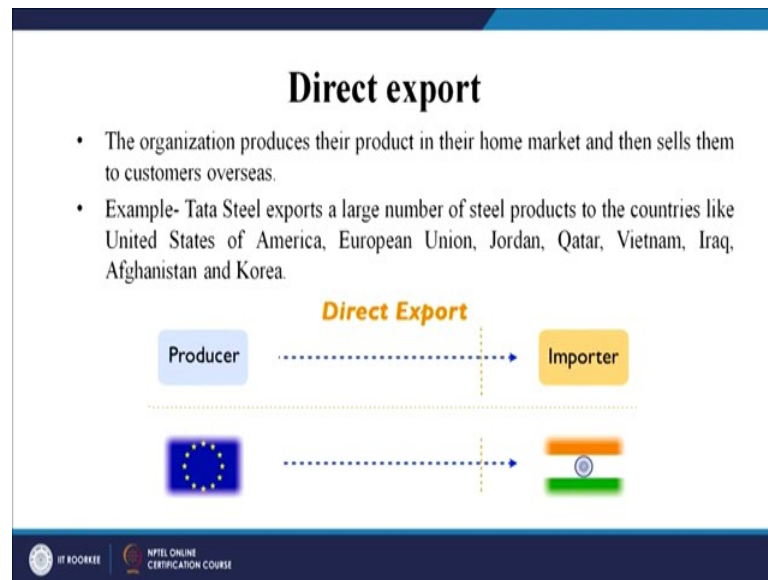 Direct export
• The organization produces their product in their home market and then sells them
to customers overseas.
• Example- Tata Steel exports a large number of steel products to the countries like
United States of America, European Union, Jordan, Qatar, Vietnam, Iraq,
Afghanistan and Korea.
Direct Export
Producer
Importer
IIT ROORKEE
NPTEL ONLINE
CERTIFICATION COURSE